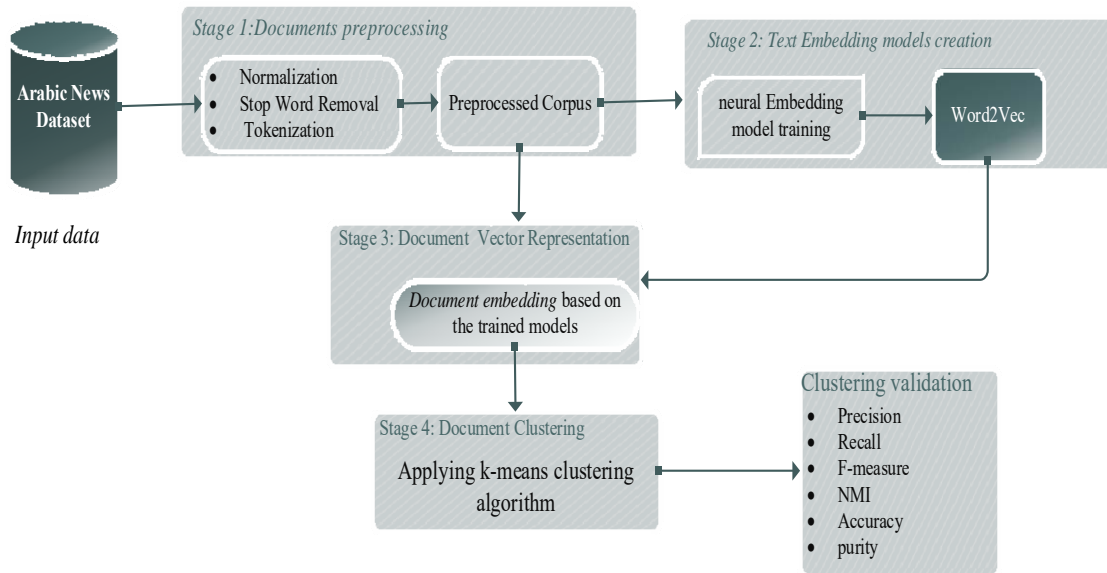 Arabic News
Dataset
Input data
Stage 1:Documents preprocessing
• Normalization
• Stop Word Removal
• Tokenization
Preprocessed Corpus
Stage 2: Text Embedding models creation
neural Embedding
model training
Word2Vec
Stage 3: Document Vector Representation
Document embedding based on
the trained models
Stage 4: Document Clustering
Applying k-means clustering
algorithm
Clustering validation
• Precision
• Recall
• F-measure
• NMI
• Accuracy
• purity